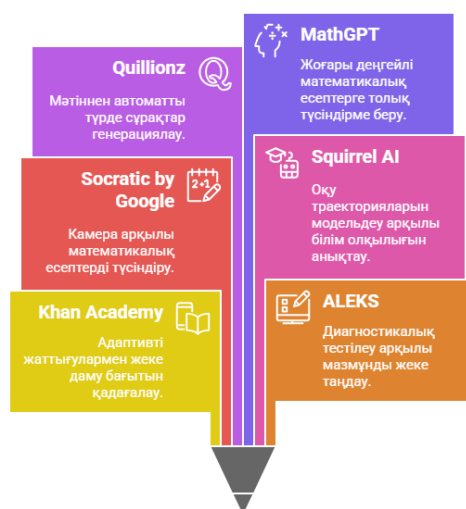 Quillionz
Мәтіннен автоматты
түрде сұрақтар
генерациялау.
Socratic by
Google
2+1
Камера арқылы
математикалық
есептерді түсіндіру.
Khan Academy
Адаптивті
жаттығулармен жеке
даму бағытын
қадағалау.
MathGPT
Жоғары деңгейлі
математикалық
есептерге толық
түсіндірме беру.
Squirrel AI
Оқу
траекторияларын
модельдеу арқылы
білім олқылығын
анықтау.
ALEKS
Диагностикалық
тестілеу арқылы
мазмұнды жеке
таңдау.